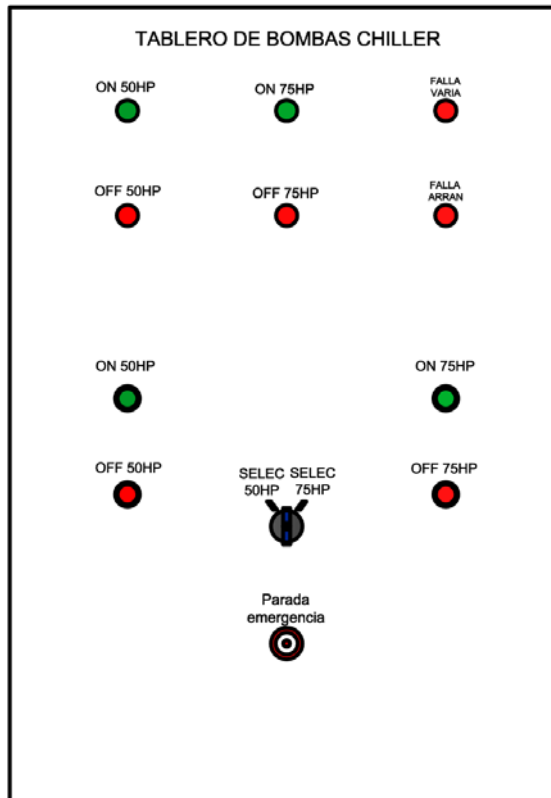 TABLERO DE BOMBAS CHILLER
ON 50HP
ON 75HP
FALLA
VARIA
OFF 50HP
OFF 75HP
FALLA
ARRAN
ON 50HP
ON 75HP
OFF 50HP
SELEC
50HP
SELEC
75HP
OFF 75HP
Parada
emergencia